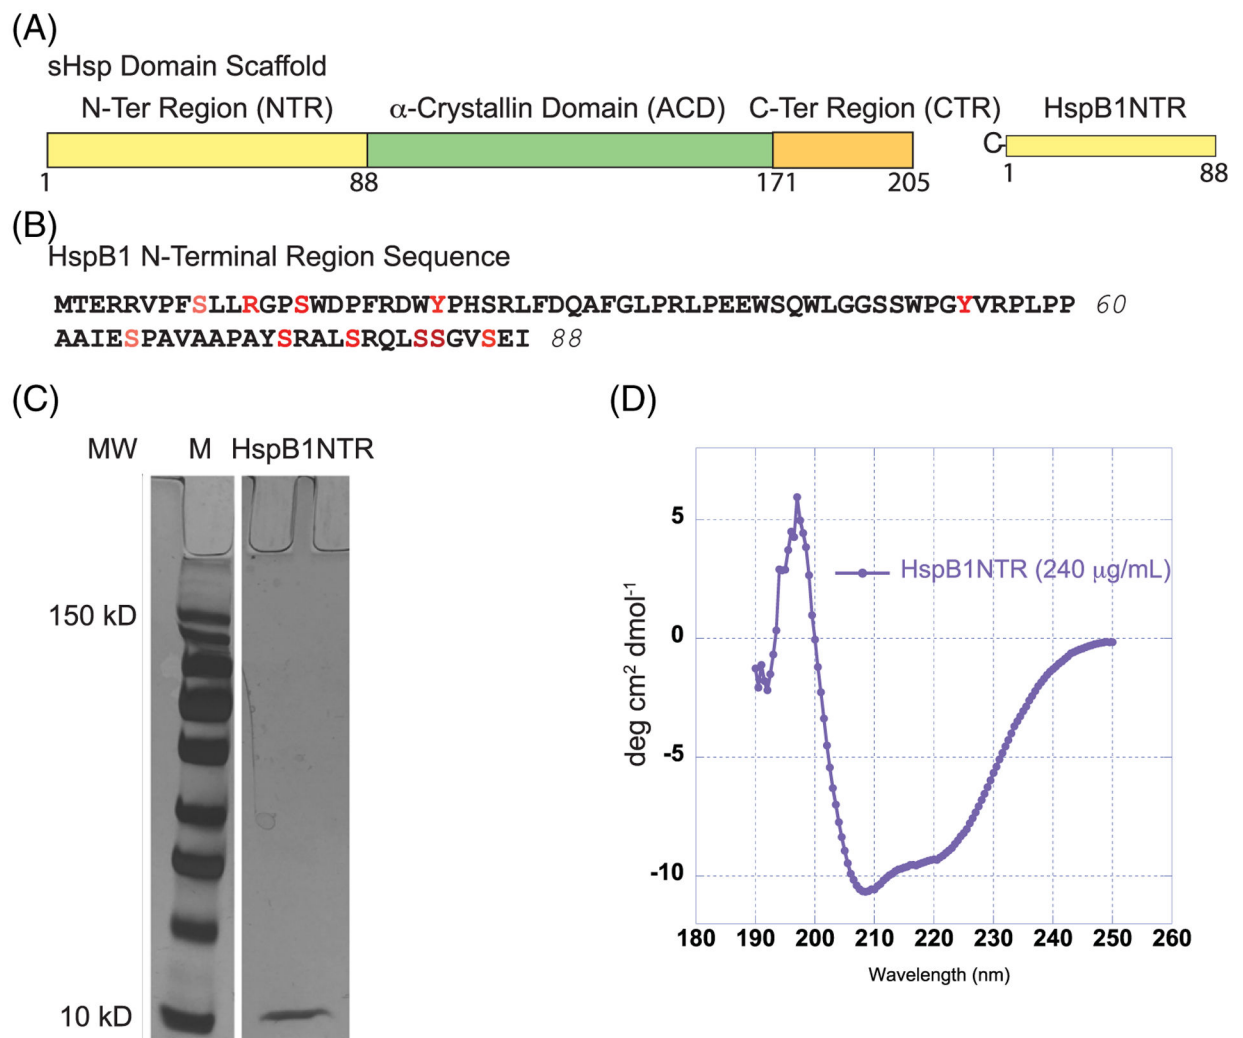 (A)
sHsp Domain Scaffold
N-Ter Region (NTR) α-Crystallin Domain (ACD) C-Ter Region (CTR) HspB1NTR
C
1 88 171 205 1 88
(B)
HspB1 N-Terminal Region Sequence
MTERRVPFSLLRGPSWDPFRDWYPHSRLFDQAFGLPRLPEEWSQWLGGSSWPGYVRPLPP 60
AAIESPAVAAPAYSRALSRQLSSGVSEI 88
(C)
MW M HspB1NTR
150 kD
10 kD
(D)
5
0
-5
-10
deg cm² dmol⁻¹
HspB1NTR (240 μg/mL)
180 190 200 210 220 230 240 250 260
Wavelength (nm)